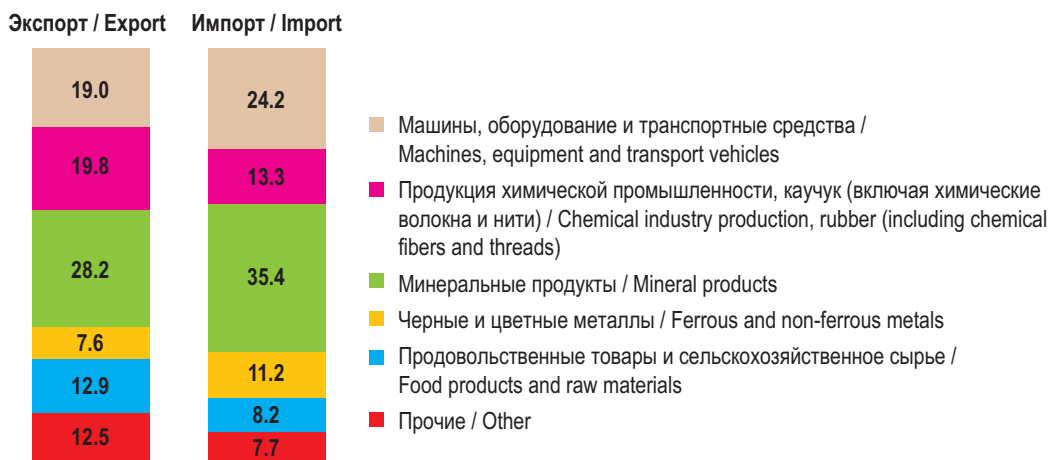 Экспорт / Export
Импорт / Import
19.0
19.8
28.2
7.6
12.9
12.5
24.2
13.3
35.4
11.2
8.2
7.7
Машины, оборудование и транспортные средства /
Machines, equipment and transport vehicles
Продукция химической промышленности, каучук (включая химические
волокна и нити) / Chemical industry production, rubber (including chemical
fibers and threads)
Минеральные продукты / Mineral products
Черные и цветные металлы / Ferrous and non-ferrous metals
Продовольственные товары и сельскохозяйственное сырье /
Food products and raw materials
Прочие / Other